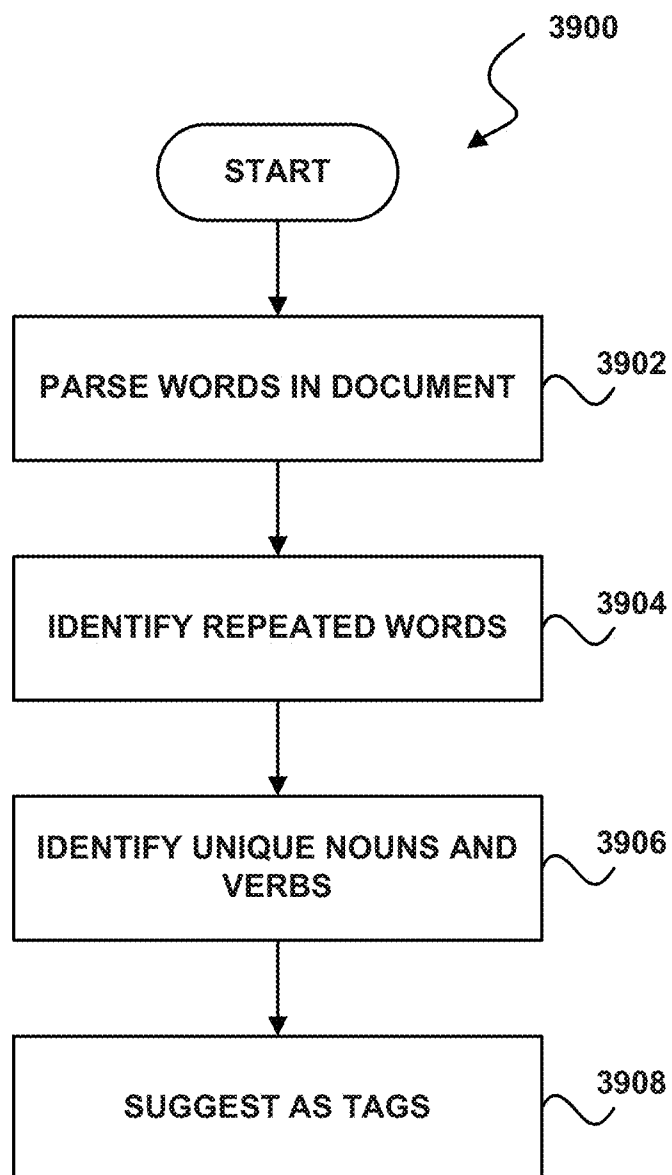 3900
START
PARSE WORDS IN DOCUMENT
3902
IDENTIFY REPEATED WORDS
3904
IDENTIFY UNIQUE NOUNS AND
VERBS
3906
SUGGEST AS TAGS
3908